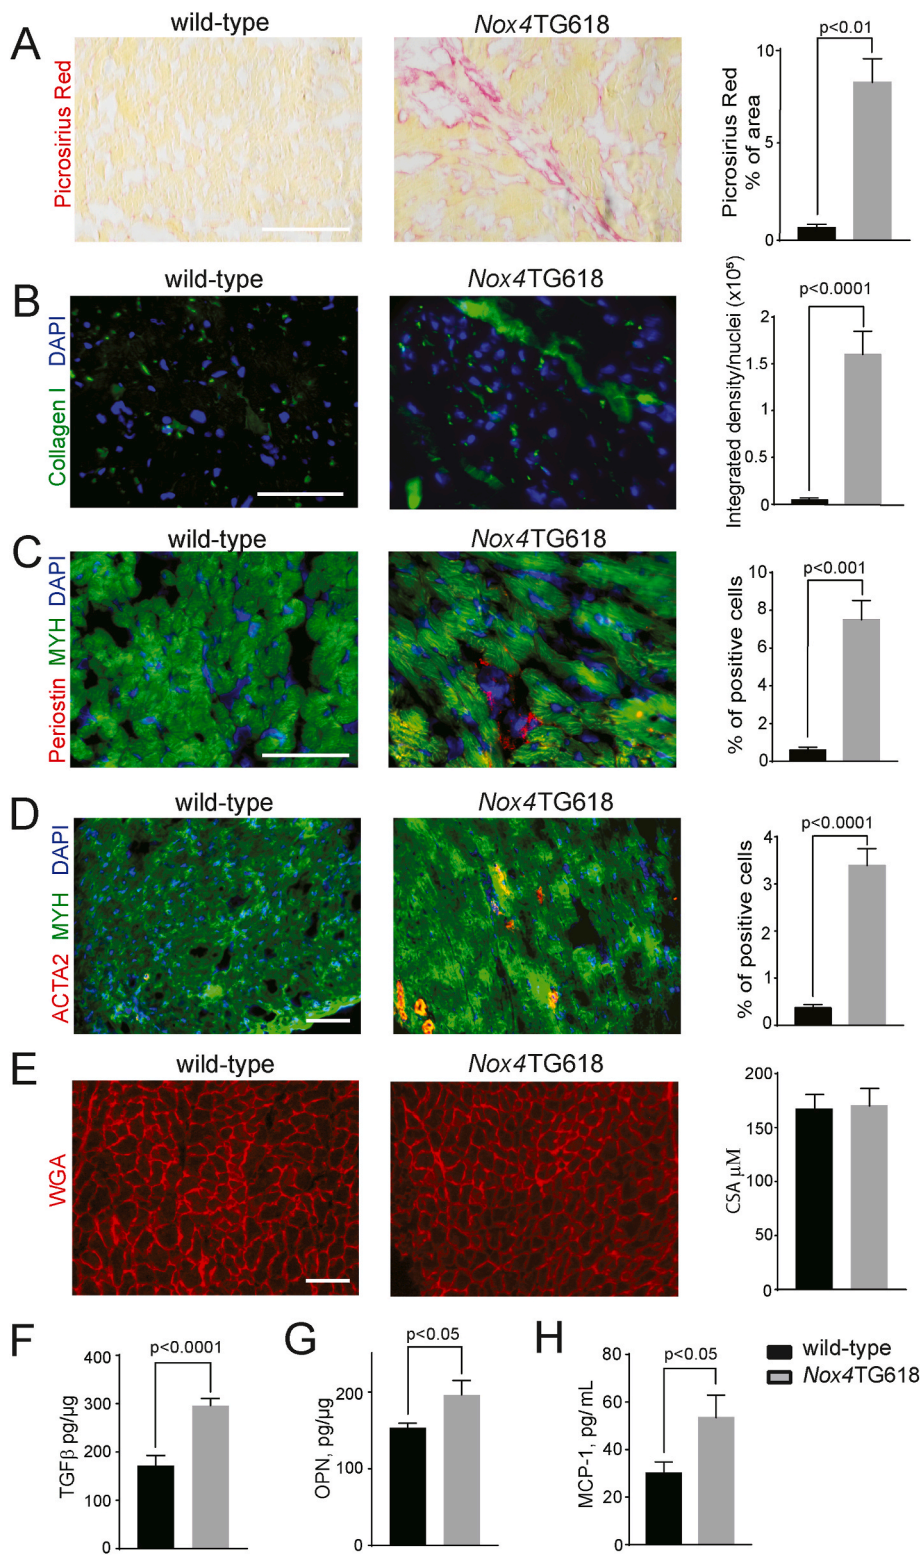 A
wild-type
Nox4TG618
Picrosirius Red
Picrosirius Red
% of area
p<0.01
10
5
0
B
wild-type
Nox4TG618
Collagen I DAPI
Integrated density/nuclei (x10⁵)
p<0.0001
2
1.5
1
0.5
0
C
wild-type
Nox4TG618
Periostin MYH DAPI
% of positive cells
p<0.001
10
8
6
4
2
0
D
wild-type
Nox4TG618
ACTA2 MYH DAPI
% of positive cells
p<0.0001
4
3
2
1
0
E
wild-type
Nox4TG618
WGA
CSA µM
200
150
100
50
0
F
p<0.0001
TGFβ pg/µg
400
300
200
100
0
G
p<0.05
OPN, pg/µg
200
100
0
H
p<0.05
MCP-1, pg/ mL
80
60
40
20
0
wild-type
Nox4TG618